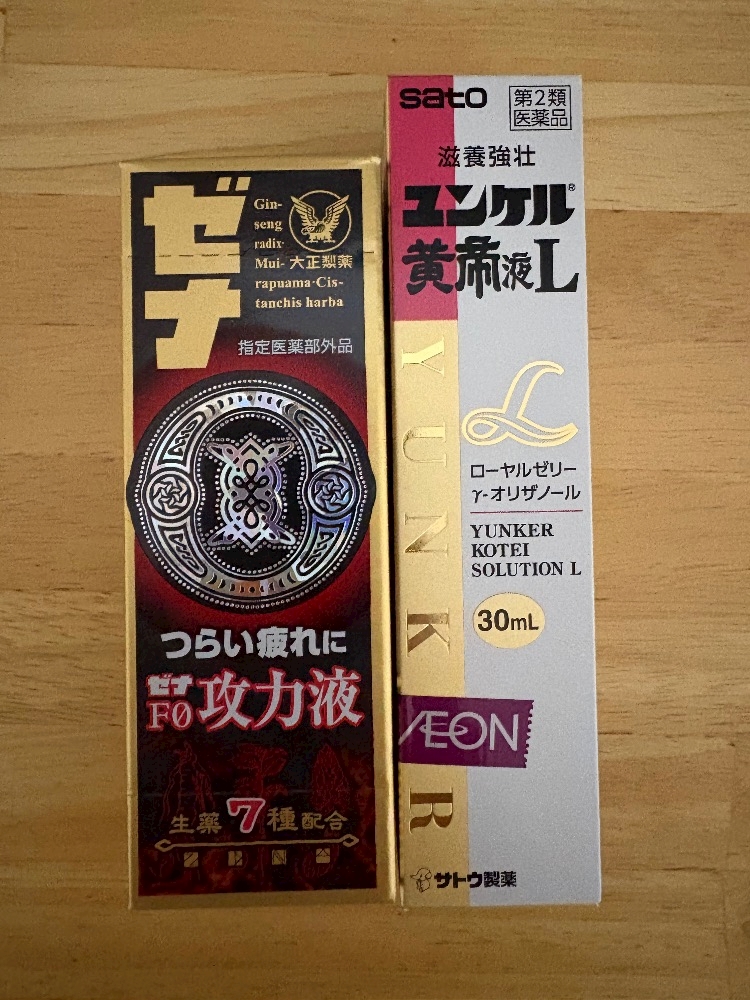 ゼナ
Gin-
seng
radix·
Mui-
rapuama·Cis-
tanchis harba
大正製薬
指定医薬部外品
つらい疲れに
ゼナ
F0
攻力液
生薬7種配合
ZENA
sato
第2類
医薬品
滋養強壮
ユンケル®
黄帝液L
L
ローヤルゼリー
γ-オリザノール
YUNKER
KOTEI
SOLUTION L
30mL
YUNKER
ÆON
サトウ製薬